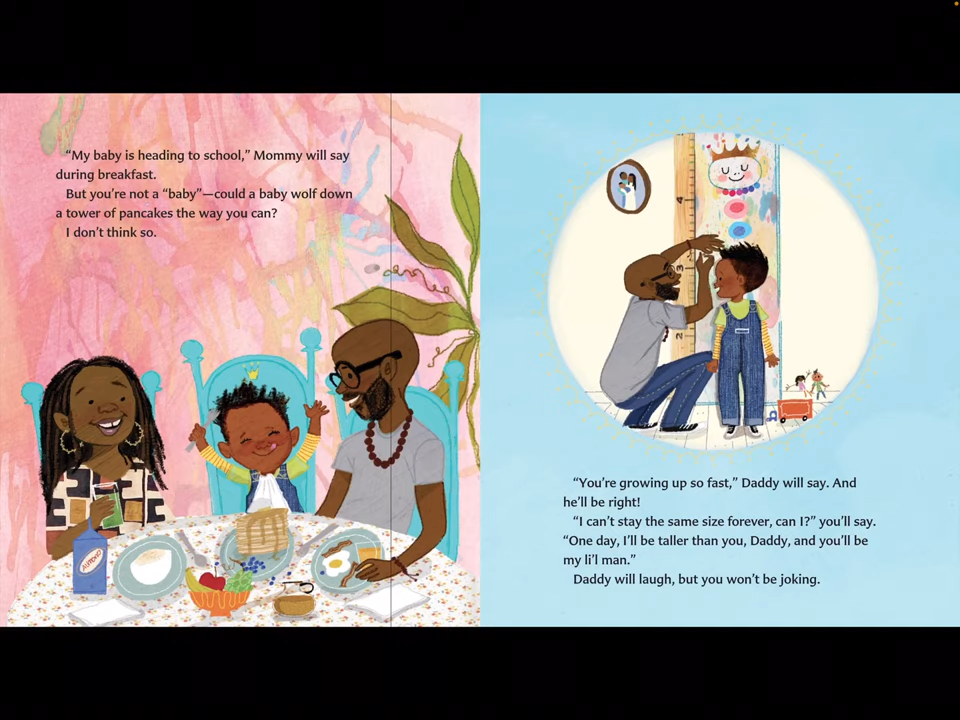 “My baby is heading to school,” Mommy will say
during breakfast.
But you’re not a “baby”—could a baby wolf down
a tower of pancakes the way you can?
I don’t think so.
ALMOND
4
3
2
“You’re growing up so fast,” Daddy will say. And
he’ll be right!
“I can’t stay the same size forever, can I?” you’ll say.
“One day, I’ll be taller than you, Daddy, and you’ll be
my li’l man.”
Daddy will laugh, but you won’t be joking.